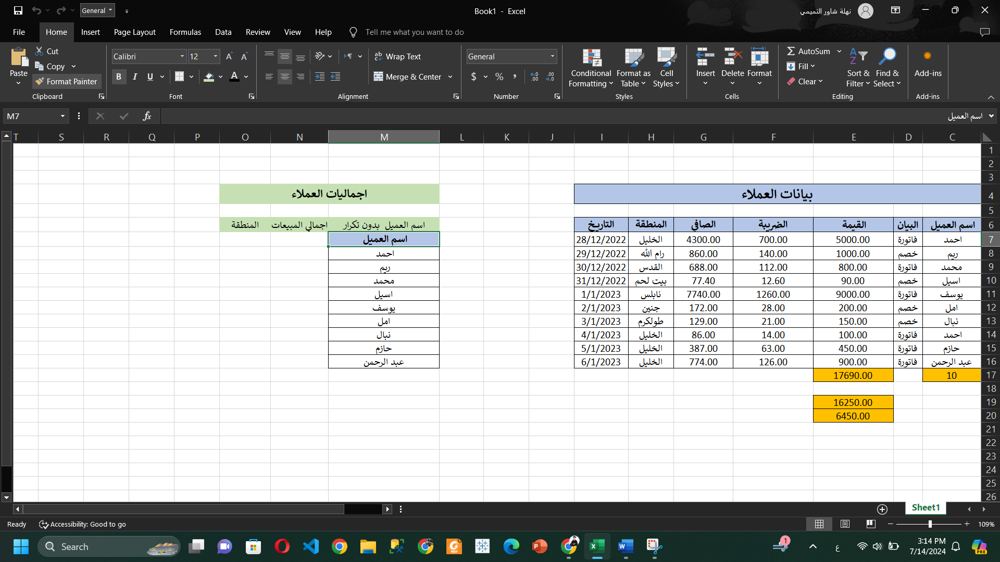 General
Book1 - Excel
نهلة شاور التميمي
File Home Insert Page Layout Formulas Data Review View Help Tell me what you want to do
Paste
Cut
Copy
Format Painter
Clipboard
Calibri 12
B I U
Font
Wrap Text
Merge & Center
Alignment
General
$ % ,
Number
Conditional Formatting
Format as Table
Cell Styles
Styles
Insert Delete Format
Cells
AutoSum
Fill
Clear
Sort & Filter
Find & Select
Editing
Add-ins
Add-ins
M7
fx
اسم العميل
T S R Q P O N M L K J I H G F E D C
1
2
3
بيانات العملاء
اجماليات العملاء
4
5
6 اسم العميل البيان القيمة الضريبة الصافي المنطقة التاريخ
اسم العميل بدون تكرار اجمالي المبيعات المنطقة
7 احمد فاتورة 5000.00 700.00 4300.00 الخليل 28/12/2022 اسم العميل
8 ريم خصم 1000.00 140.00 860.00 رام الله 29/12/2022 احمد
9 محمد فاتورة 800.00 112.00 688.00 القدس 30/12/2022 ريم
10 اسيل خصم 90.00 12.60 77.40 بيت لحم 31/12/2022 محمد
11 يوسف فاتورة 9000.00 1260.00 7740.00 نابلس 1/1/2023 اسيل
12 امل خصم 200.00 28.00 172.00 جنين 2/1/2023 يوسف
13 نبال خصم 150.00 21.00 129.00 طولكرم 3/1/2023 امل
14 احمد فاتورة 100.00 14.00 86.00 الخليل 4/1/2023 نبال
15 حازم فاتورة 450.00 63.00 387.00 الخليل 5/1/2023 حازم
16 عبد الرحمن فاتورة 900.00 126.00 774.00 الخليل 6/1/2023 عبد الرحمن
17 10 17690.00
18
19 16250.00
20 6450.00
21
22
23
24
25
26
Sheet1
Ready Accessibility: Good to go
109%
Search
1
ع
3:14 PM
7/14/2024
PRE